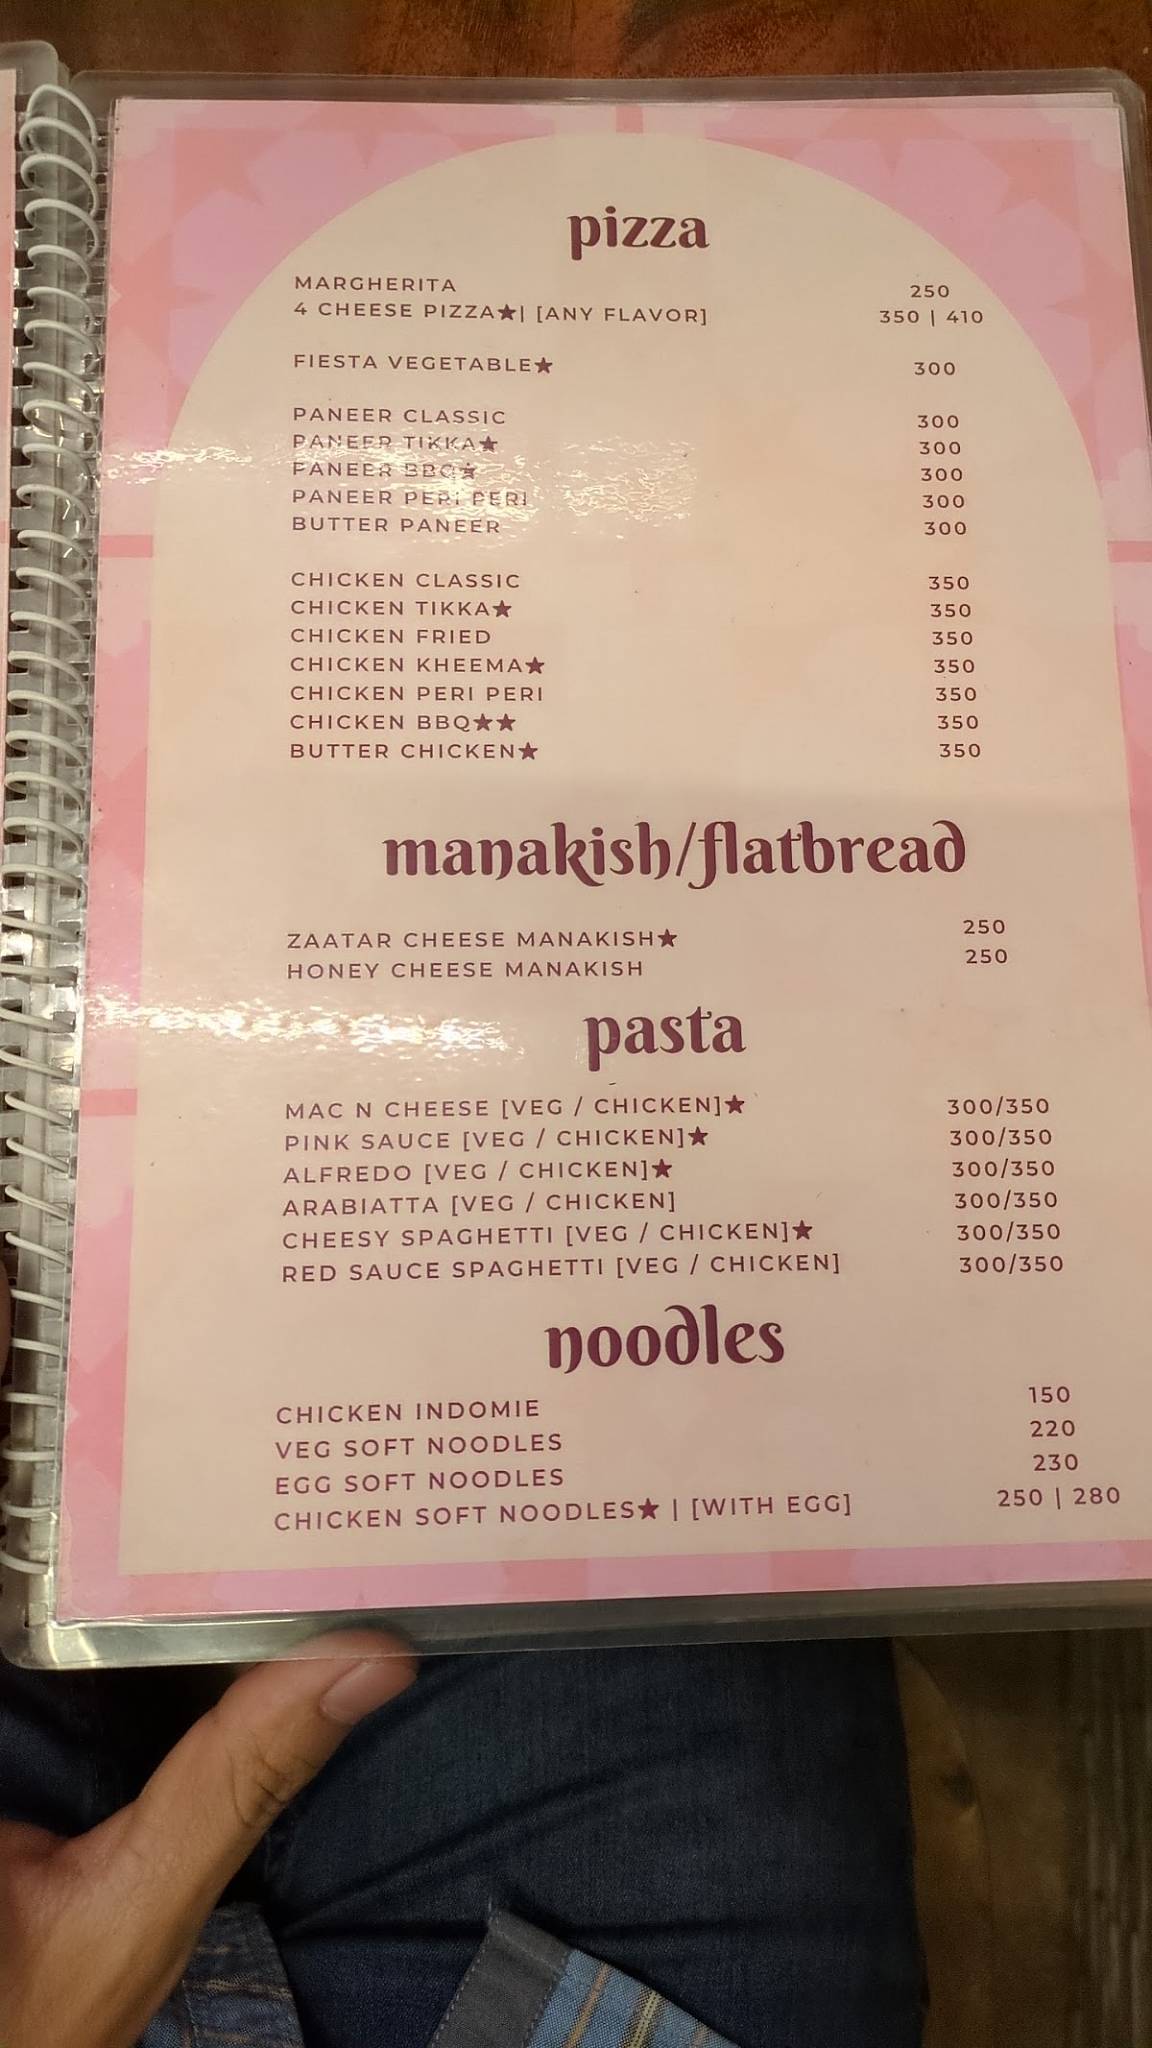 pizza
MARGHERITA 250
4 CHEESE PIZZA★| [ANY FLAVOR] 350 | 410
FIESTA VEGETABLE★ 300
PANEER CLASSIC 300
PANEER TIKKA★ 300
PANEER BBQ★ 300
PANEER PERI PERI 300
BUTTER PANEER 300
CHICKEN CLASSIC 350
CHICKEN TIKKA★ 350
CHICKEN FRIED 350
CHICKEN KHEEMA★ 350
CHICKEN PERI PERI 350
CHICKEN BBQ★★ 350
BUTTER CHICKEN★ 350
manakish/flatbread
ZAATAR CHEESE MANAKISH★ 250
HONEY CHEESE MANAKISH 250
pasta
MAC N CHEESE [VEG / CHICKEN]★ 300/350
PINK SAUCE [VEG / CHICKEN]★ 300/350
ALFREDO [VEG / CHICKEN]★ 300/350
ARABIATTA [VEG / CHICKEN] 300/350
CHEESY SPAGHETTI [VEG / CHICKEN]★ 300/350
RED SAUCE SPAGHETTI [VEG / CHICKEN] 300/350
noodles
CHICKEN INDOMIE 150
VEG SOFT NOODLES 220
EGG SOFT NOODLES 230
CHICKEN SOFT NOODLES★ | [WITH EGG] 250 | 280